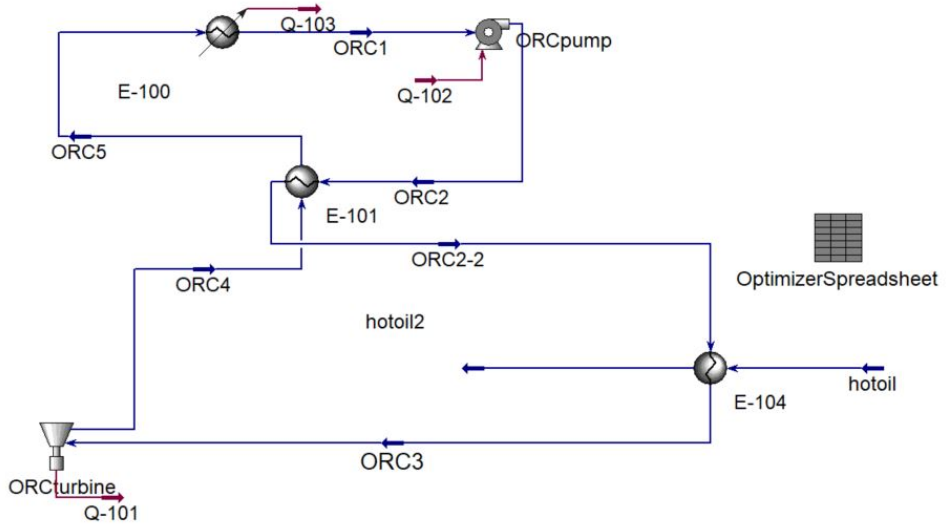 Q-103
ORC1
ORCpump
E-100
Q-102
ORC5
ORC2
E-101
ORC2-2
OptimizerSpreadsheet
ORC4
hotoil2
hotoil
E-104
ORC3
ORCturbine
Q-101